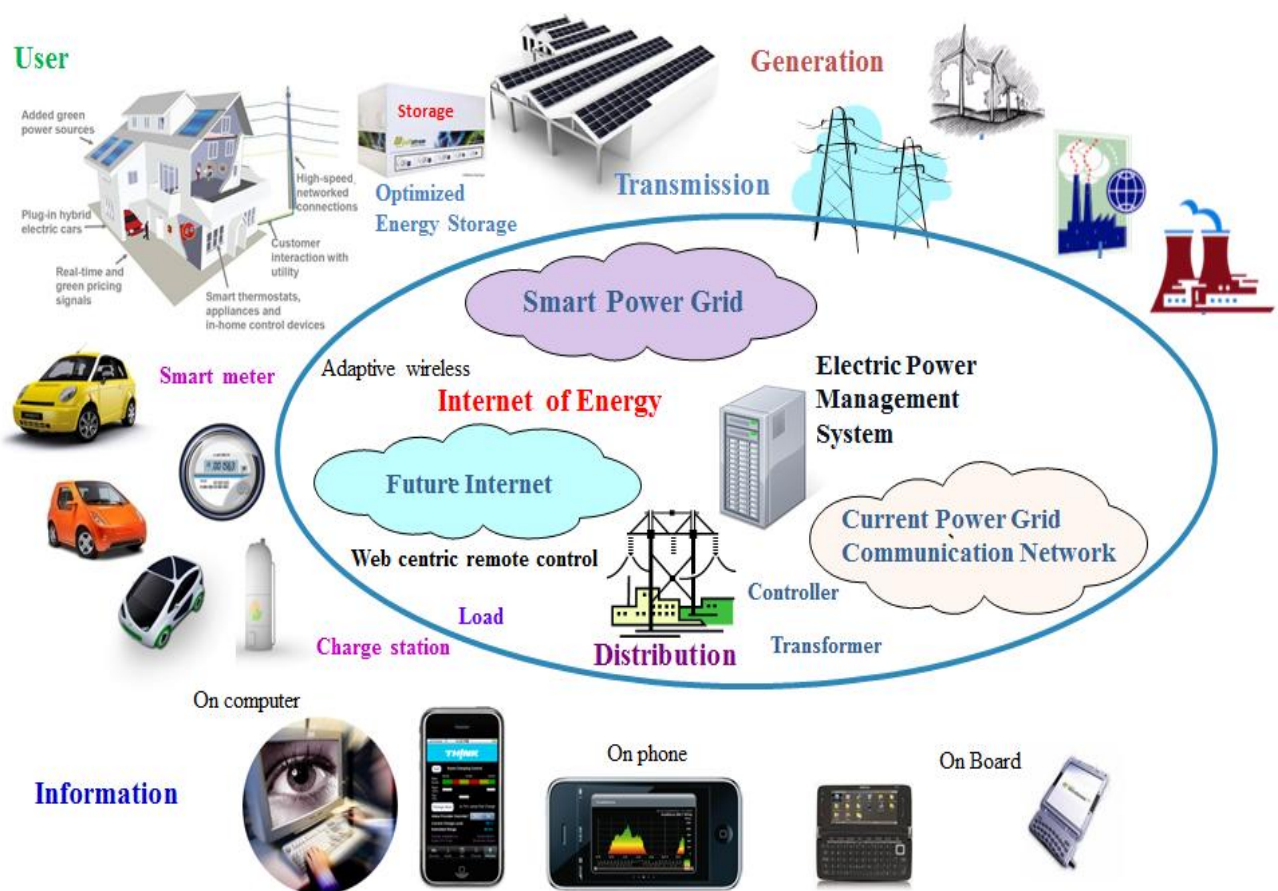 User
Generation
Storage
Added green
power sources
High-speed,
networked
connections
Optimized
Energy Storage
Transmission
Plug-in hybrid
electric cars
Customer
interaction with
utility
Real-time and
green pricing
signals
Smart thermostats,
appliances and
in-home control devices
Smart Power Grid
Smart meter
Adaptive wireless
Internet of Energy
Electric Power
Management
System
Future Internet
Current Power Grid
Communication Network
Web centric remote control
Controller
Load
Charge station
Distribution
Transformer
On computer
On phone
On Board
Information
THINK